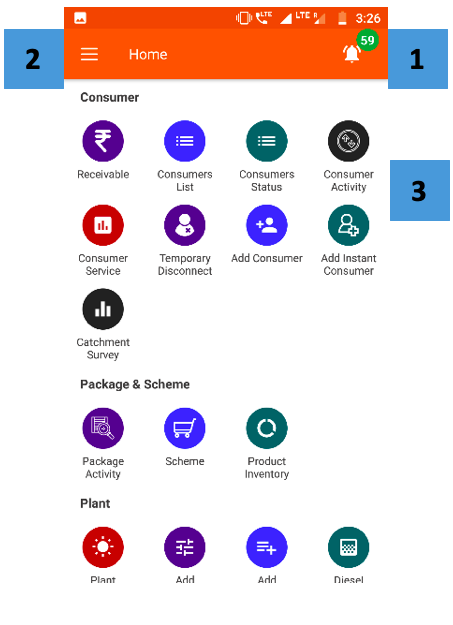 LTE LTE R 3:26
59
2 Home 1
Consumer
Receivable Consumers Consumers Consumer
List Status Activity
3
Consumer Temporary Add Consumer Add Instant
Service Disconnect Consumer
Catchment
Survey
Package & Scheme
Package Scheme Product
Activity Inventory
Plant
Plant Add Add Diesel